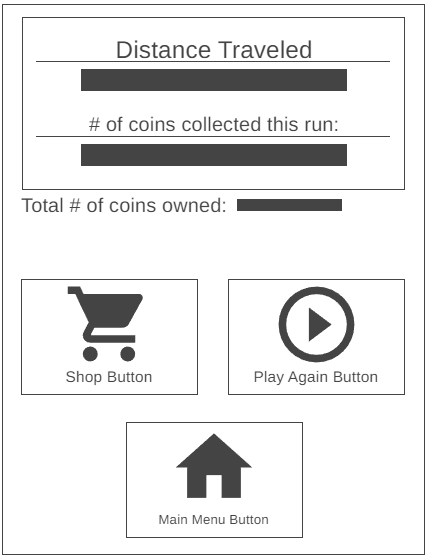 Distance Traveled
# of coins collected this run:
Total # of coins owned:
Shop Button
Play Again Button
Main Menu Button